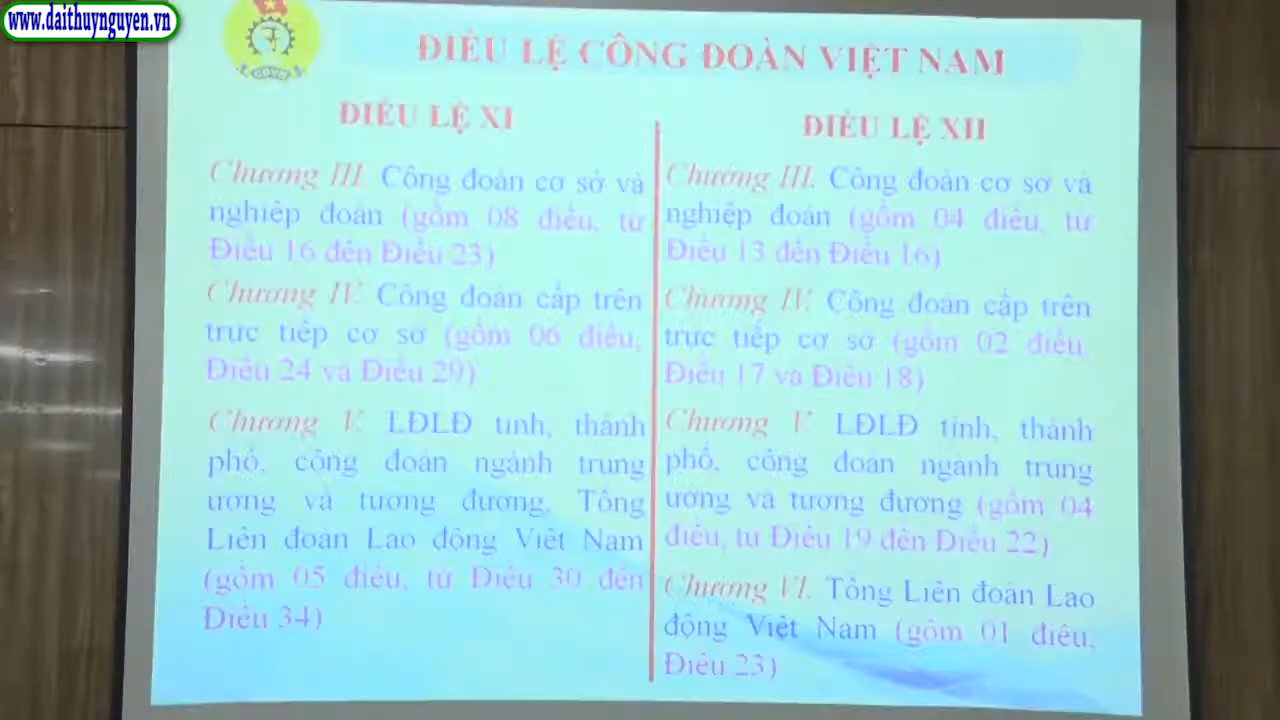 www.daithuynguyen.vn
CĐVN
ĐIỀU LỆ CÔNG ĐOÀN VIỆT NAM
ĐIỀU LỆ XI
Chương III. Công đoàn cơ sở và
nghiệp đoàn (gồm 08 điều, từ
Điều 16 đến Điều 23)
Chương IV. Công đoàn cấp trên
trực tiếp cơ sở (gồm 06 điều,
Điều 24 và Điều 29)
Chương V. LĐLĐ tỉnh, thành
phố, công đoàn ngành trung
ương và tương đương, Tổng
Liên đoàn Lao động Việt Nam
(gồm 05 điều, từ Điều 30 đến
Điều 34)
ĐIỀU LỆ XII
Chương III. Công đoàn cơ sở và
nghiệp đoàn (gồm 04 điều, từ
Điều 13 đến Điều 16)
Chương IV. Công đoàn cấp trên
trực tiếp cơ sở (gồm 02 điều,
Điều 17 và Điều 18)
Chương V. LĐLĐ tỉnh, thành
phố, công đoàn ngành trung
ương và tương đương (gồm 04
điều, từ Điều 19 đến Điều 22)
Chương VI. Tổng Liên đoàn Lao
động Việt Nam (gồm 01 điều,
Điều 23)